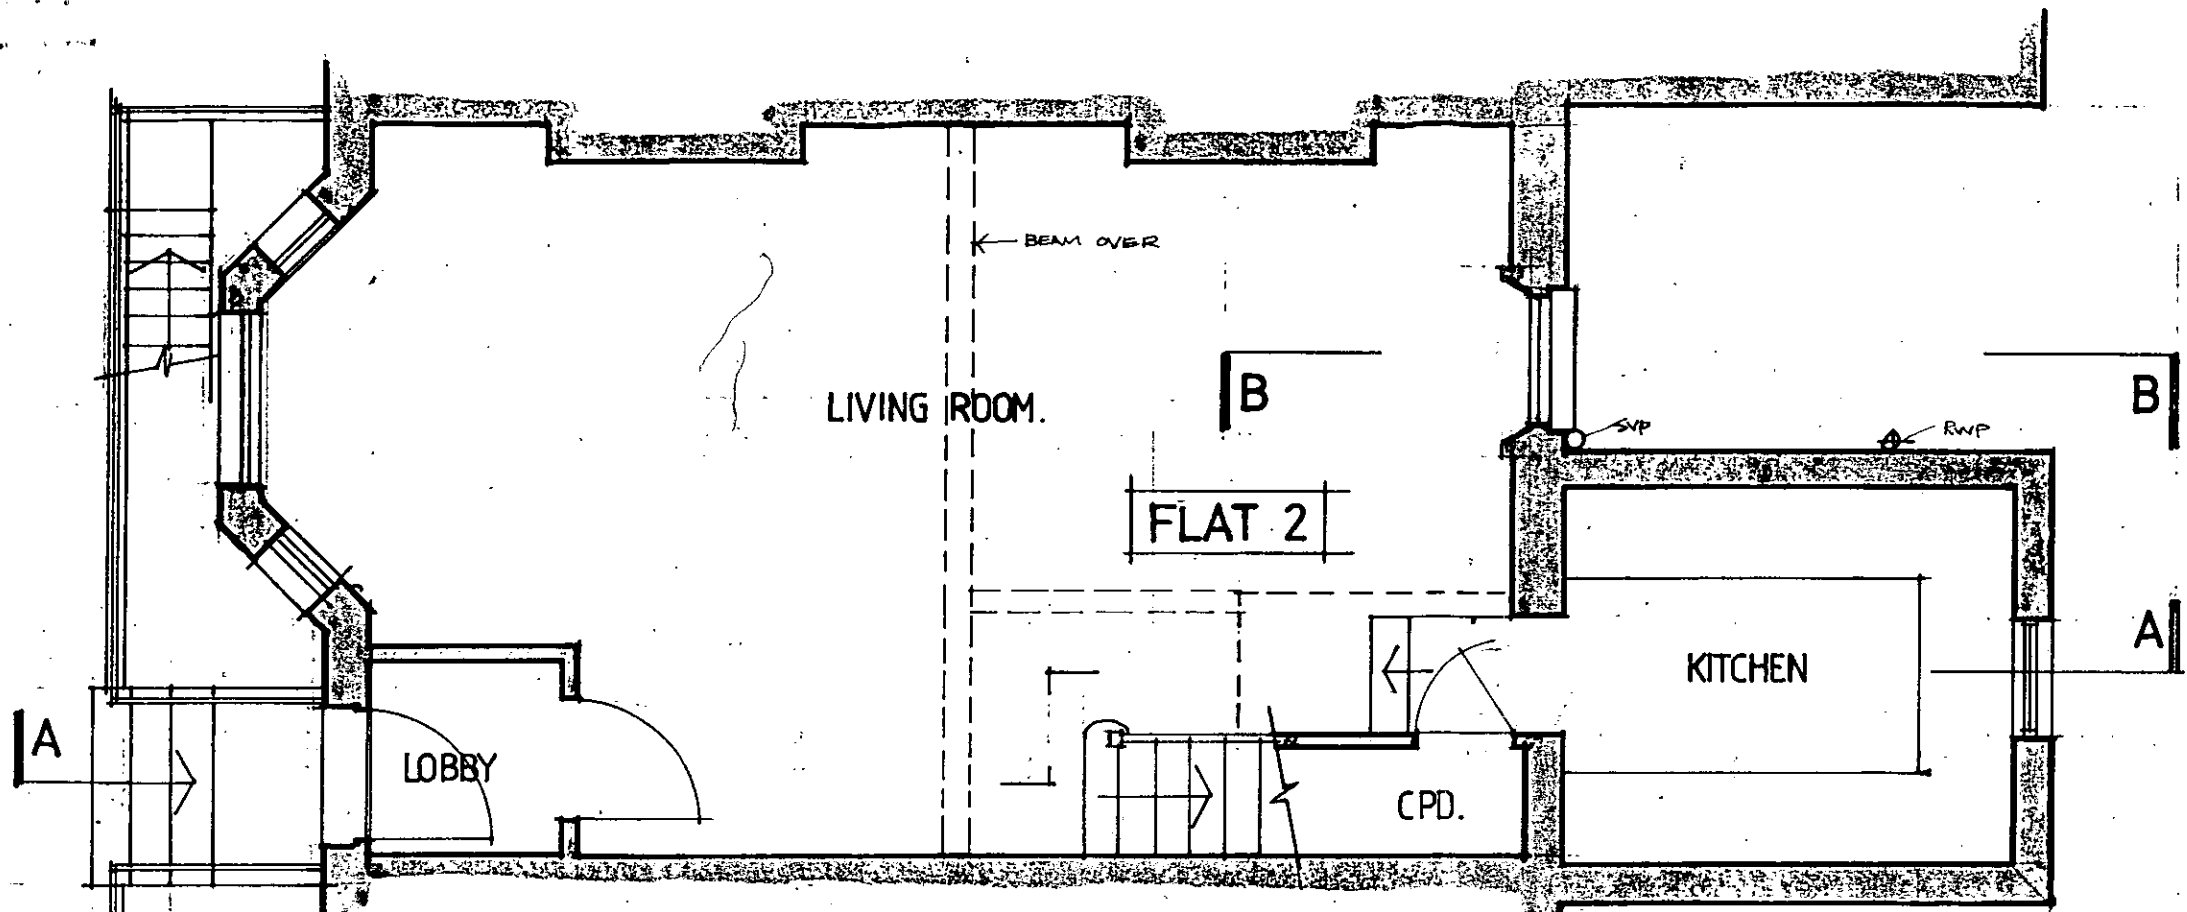 BEAM OVER
B
B
LIVING ROOM.
SVP
RWP
FLAT 2
A
KITCHEN
A
LOBBY
CPD.